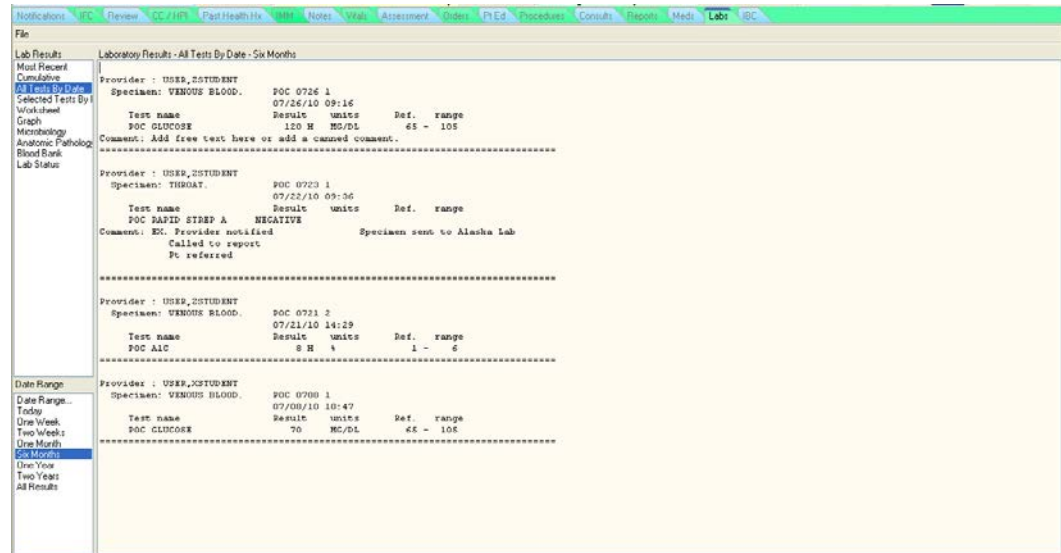 Notifications IFC Review CC / HPI Past Health Hx IMM Notes Vitals Assessment Orders Pt Ed Procedures Consults Reports Meds Labs IBC
File
Lab Results
Most Recent
Cumulative
All Tests By Date
Selected Tests By
Worksheet
Graph
Microbiology
Anatomic Pathology
Blood Bank
Lab Status
Laboratory Results - All Tests By Date - Six Months
Provider : USER,ZSTUDENT
Specimen: VENOUS BLOOD. POC 0726 1
07/26/10 09:16
Test name Result units Ref. range
POC GLUCOSE 120 H MG/DL 65 - 105
Comment: Add free text here or add a canned comment.
===============================================================================
Provider : USER,ZSTUDENT
Specimen: THROAT. POC 0723 1
07/22/10 09:36
Test name Result units Ref. range
POC RAPID STREP A NEGATIVE
Comment: EX. Provider notified Specimen sent to Alaska Lab
Called to report
Pt referred
===============================================================================
Provider : USER,ZSTUDENT
Specimen: VENOUS BLOOD. POC 0721 2
07/21/10 14:29
Test name Result units Ref. range
POC A1C 8 H % 1 - 6
===============================================================================
Provider : USER,XSTUDENT
Specimen: VENOUS BLOOD. POC 0708 1
07/08/10 10:47
Test name Result units Ref. range
POC GLUCOSE 70 MG/DL 65 - 105
===============================================================================
Date Range
Date Range...
Today
One Week
Two Weeks
One Month
Six Months
One Year
Two Years
All Results